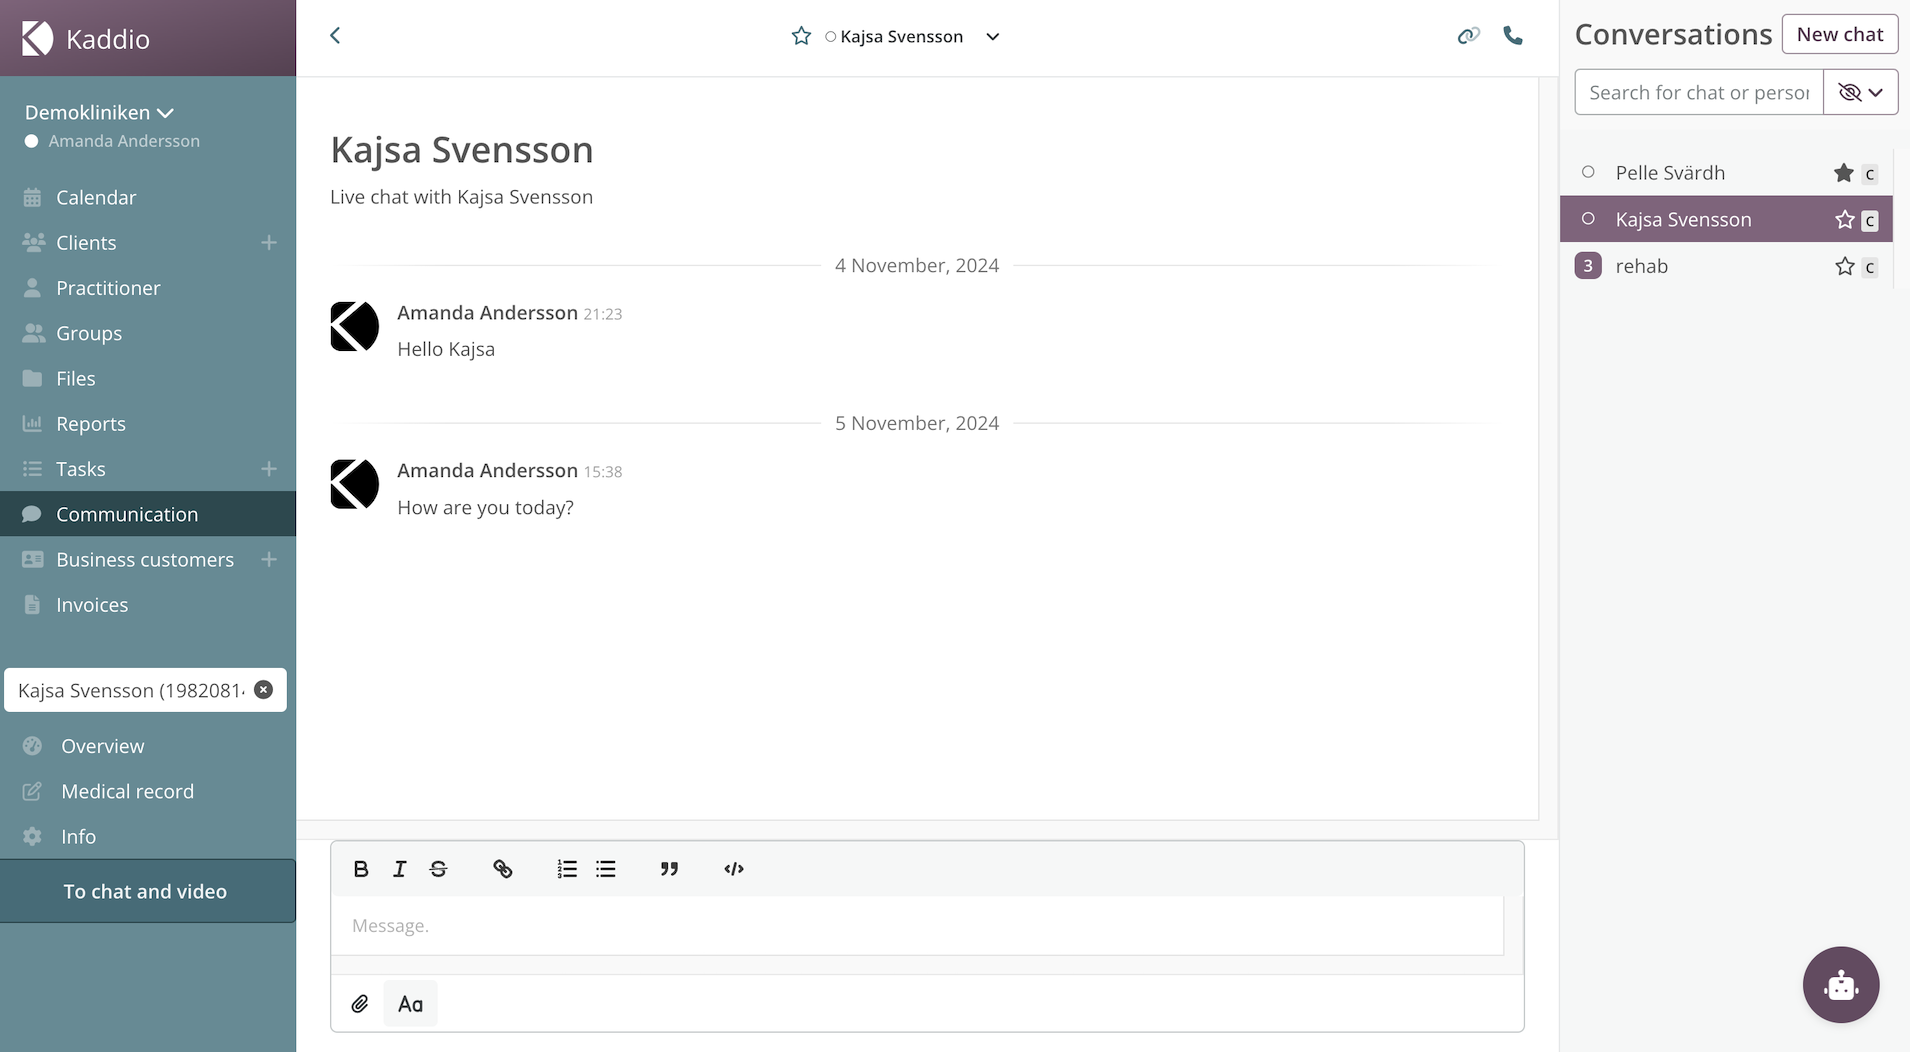 Kaddio
Demokliniken
Amanda Andersson
Calendar
Clients
Practitioner
Groups
Files
Reports
Tasks
Communication
Business customers
Invoices
Kajsa Svensson (1982081
Overview
Medical record
Info
To chat and video
Kajsa Svensson
Kajsa Svensson
Live chat with Kajsa Svensson
4 November, 2024
Amanda Andersson 21:23
Hello Kajsa
5 November, 2024
Amanda Andersson 15:38
How are you today?
B I S
Message.
Aa
Conversations
New chat
Search for chat or person
Pelle Svärdh C
Kajsa Svensson C
3 rehab C